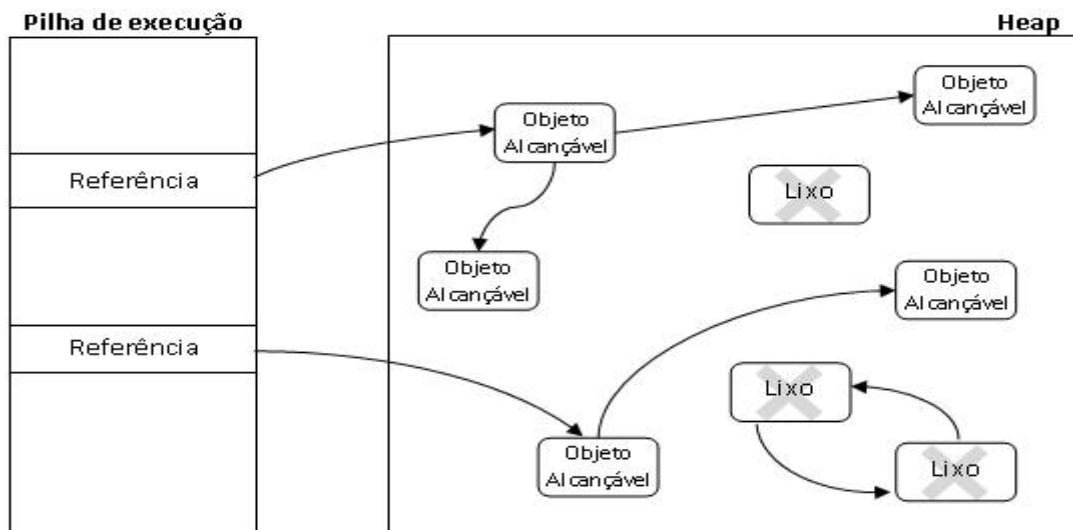 Pilha de execução
Heap
Objeto
Alcançável
Objeto
Alcançável
Referência
Lixo
Objeto
Alcançável
Objeto
Alcançável
Referência
Lixo
Objeto
Alcançável
Lixo